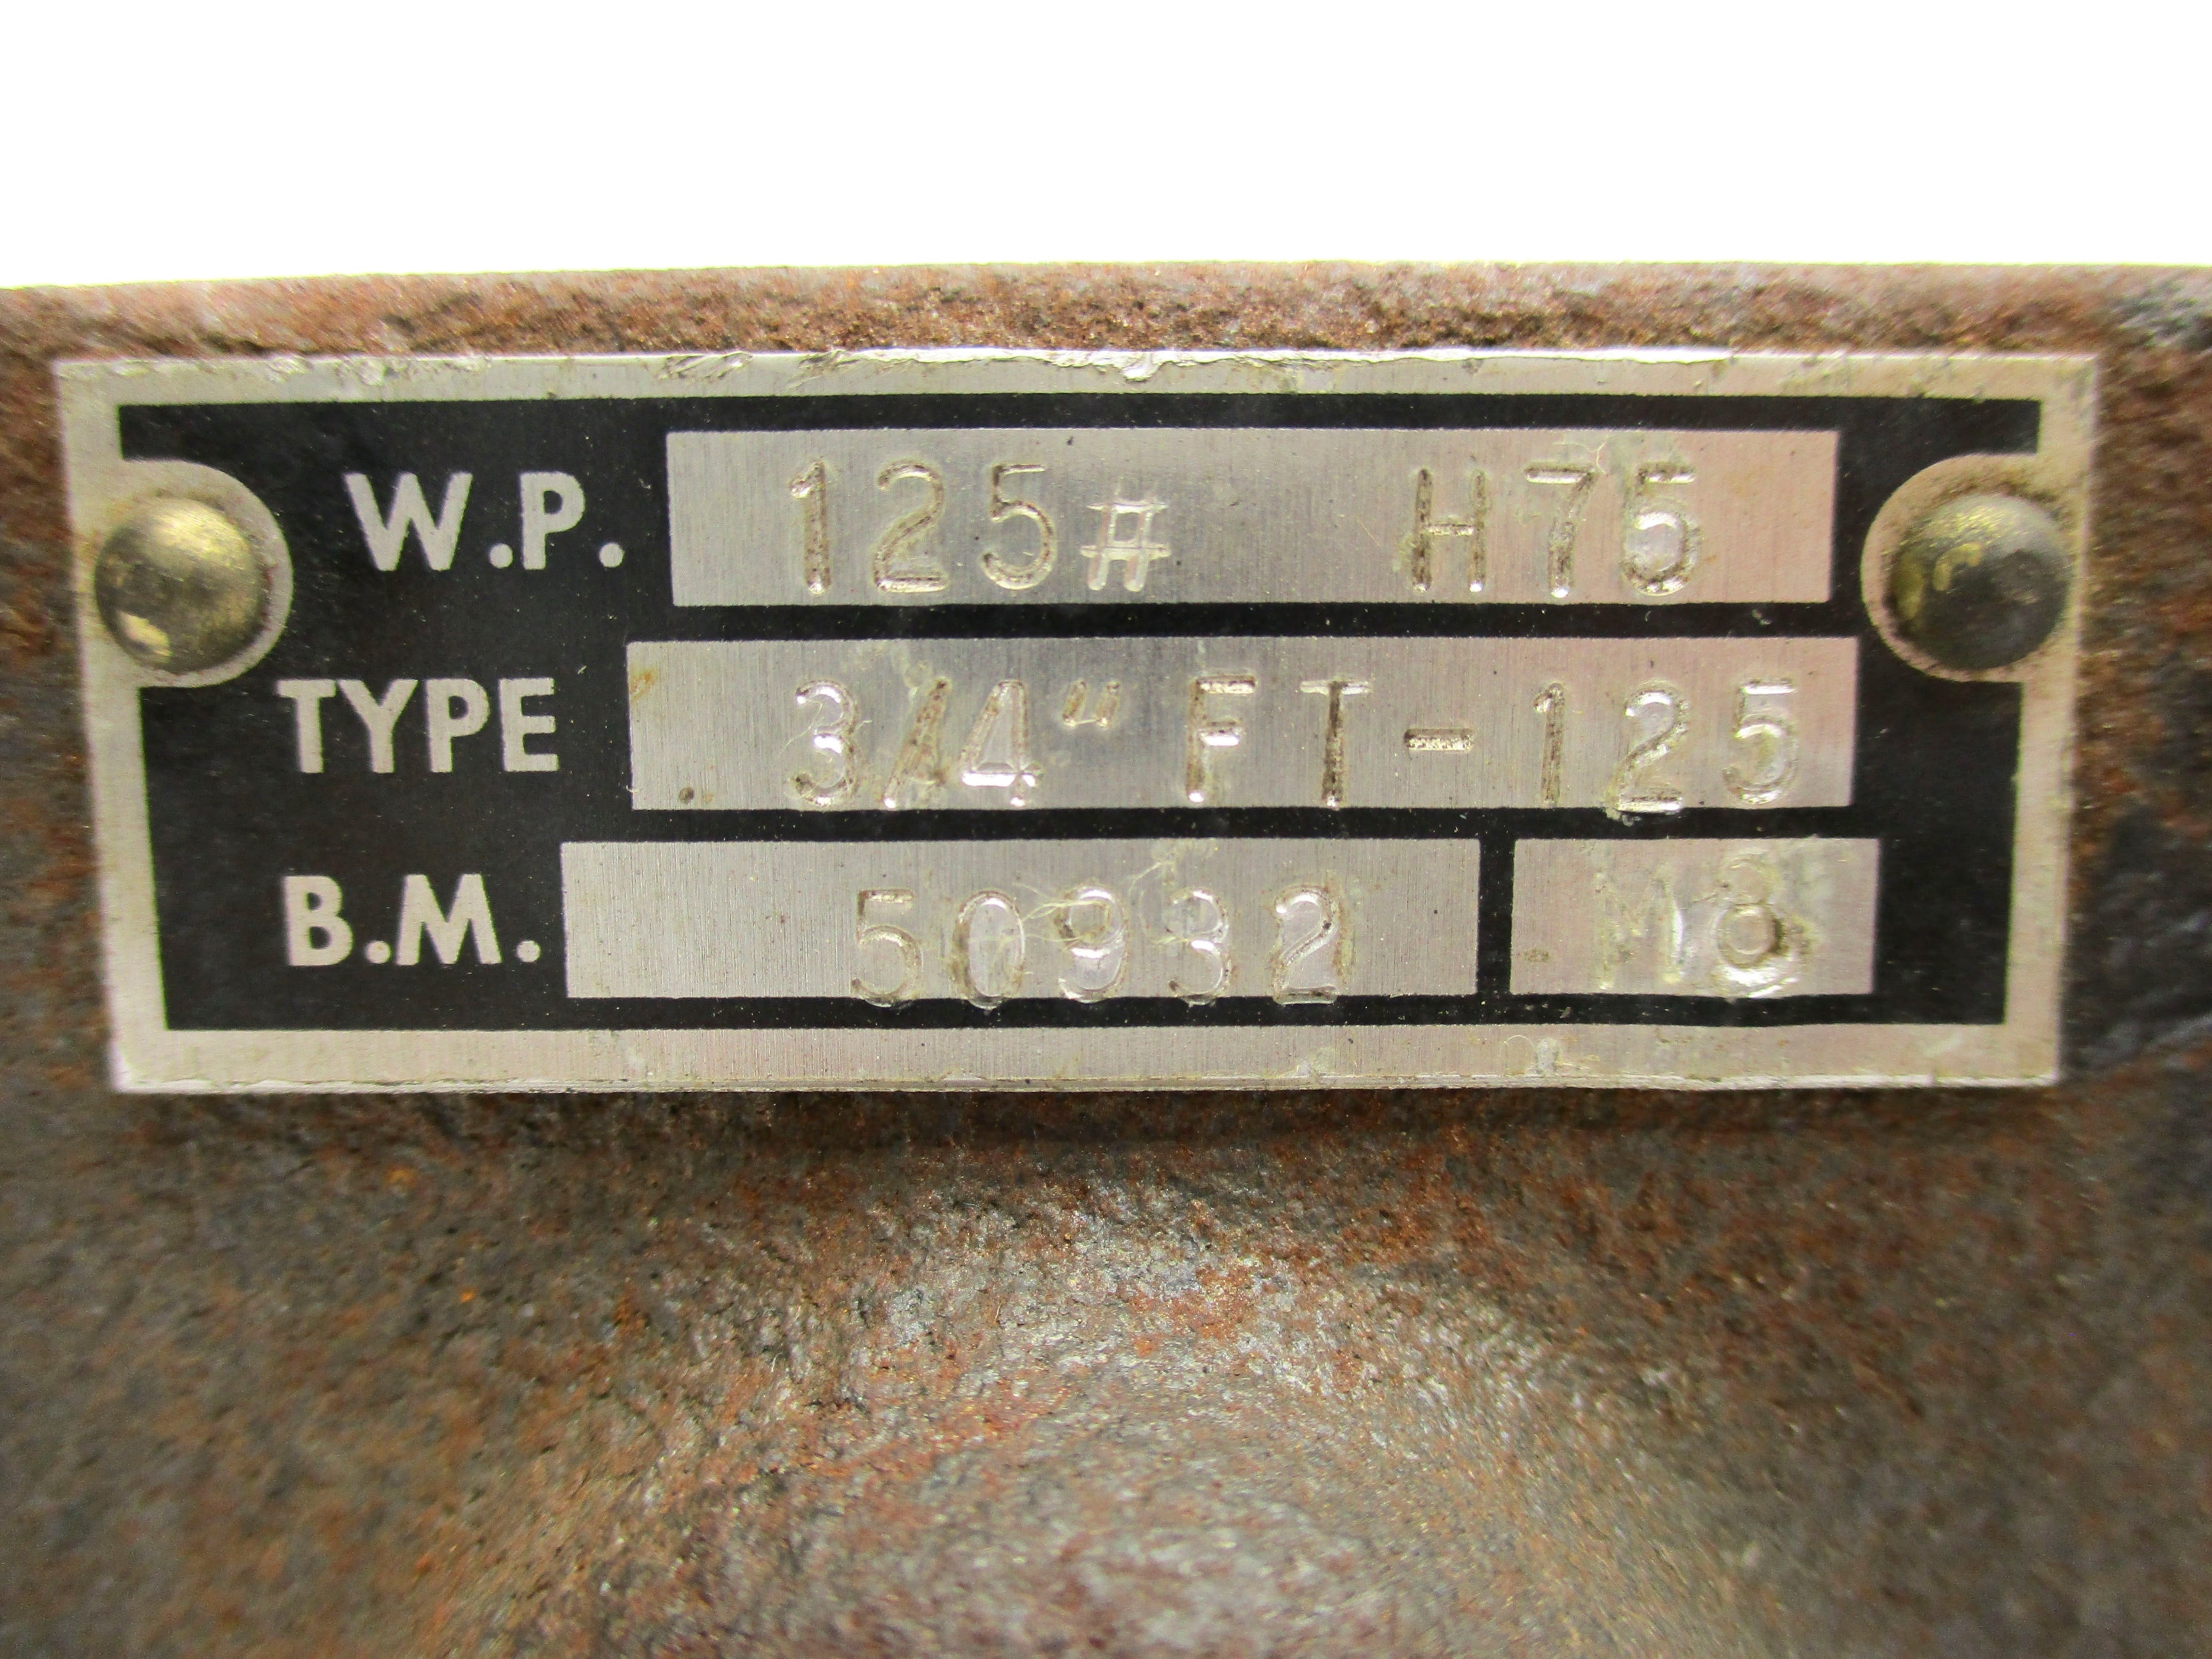 W.P. 125# H75
TYPE 3/4" FT-125
B.M. 50932 M8